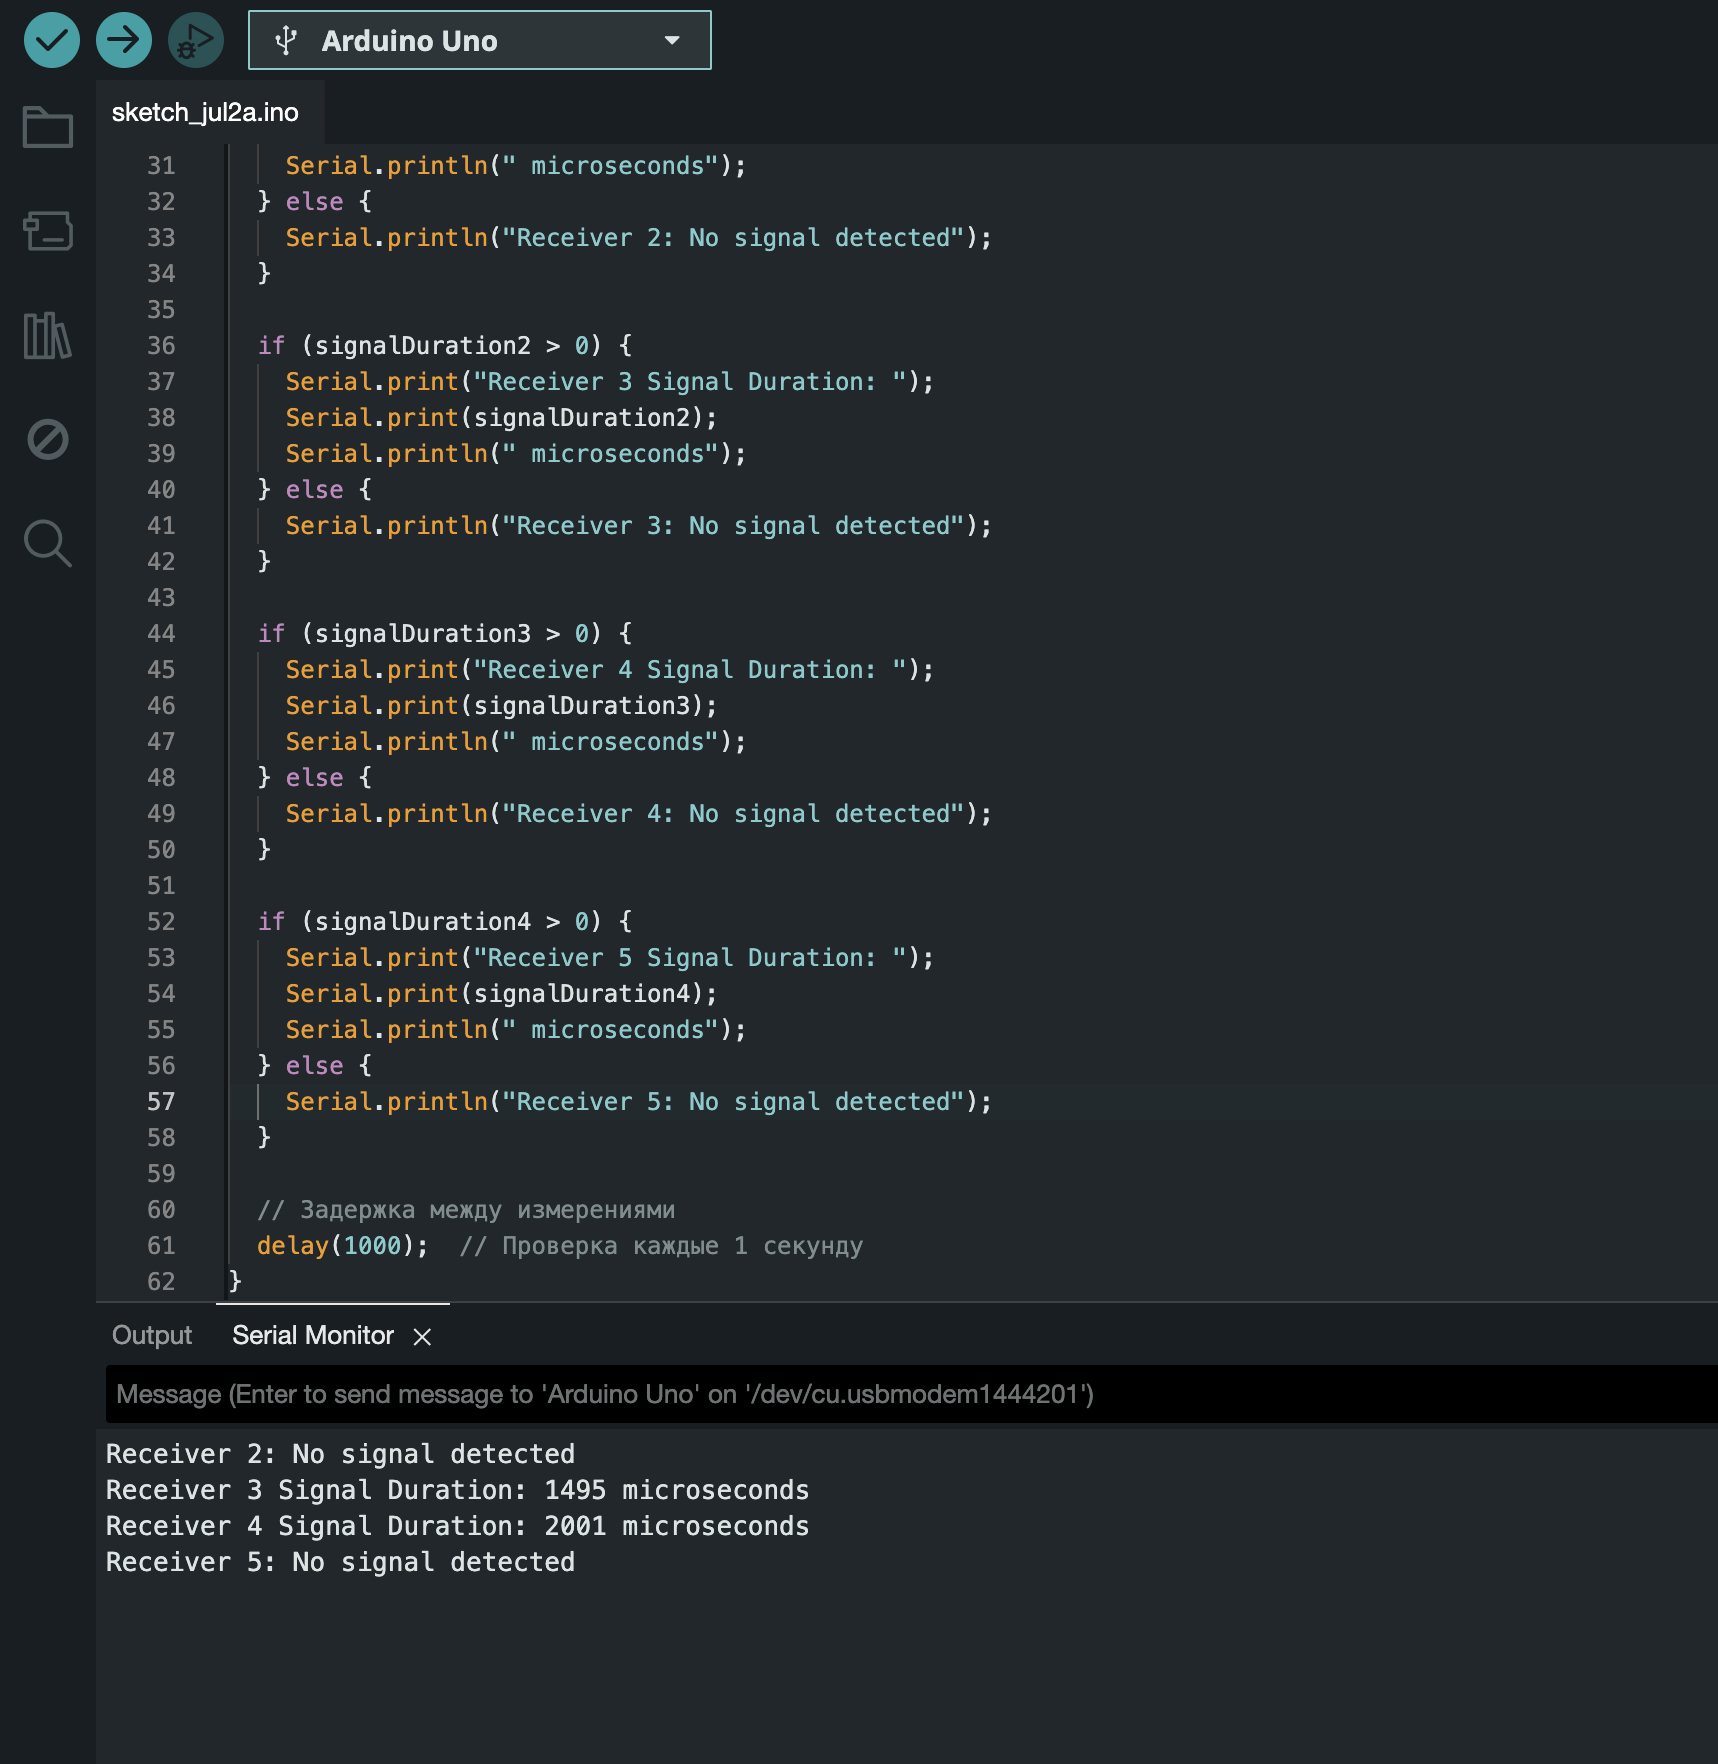 Arduino Uno
sketch_jul2a.ino
31 Serial.println(" microseconds");
32 } else {
33 Serial.println("Receiver 2: No signal detected");
34 }
35
36 if (signalDuration2 > 0) {
37 Serial.print("Receiver 3 Signal Duration: ");
38 Serial.print(signalDuration2);
39 Serial.println(" microseconds");
40 } else {
41 Serial.println("Receiver 3: No signal detected");
42 }
43
44 if (signalDuration3 > 0) {
45 Serial.print("Receiver 4 Signal Duration: ");
46 Serial.print(signalDuration3);
47 Serial.println(" microseconds");
48 } else {
49 Serial.println("Receiver 4: No signal detected");
50 }
51
52 if (signalDuration4 > 0) {
53 Serial.print("Receiver 5 Signal Duration: ");
54 Serial.print(signalDuration4);
55 Serial.println(" microseconds");
56 } else {
57 Serial.println("Receiver 5: No signal detected");
58 }
59
60 // Задержка между измерениями
61 delay(1000);  // Проверка каждые 1 секунду
62 }
Output Serial Monitor
Message (Enter to send message to 'Arduino Uno' on '/dev/cu.usbmodem1444201')
Receiver 2: No signal detected
Receiver 3 Signal Duration: 1495 microseconds
Receiver 4 Signal Duration: 2001 microseconds
Receiver 5: No signal detected